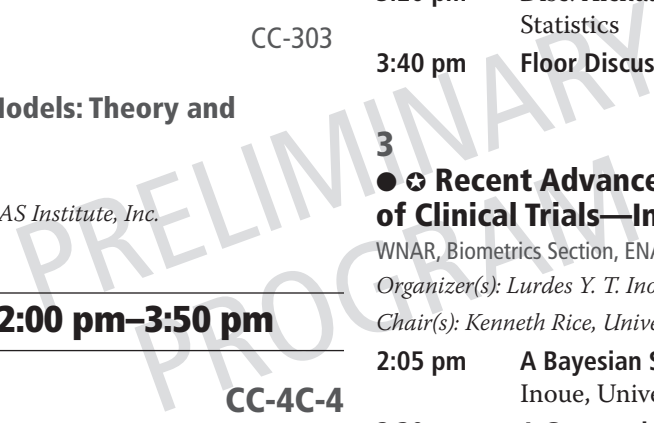 CC-303
Models: Theory and
AS Institute, Inc.
2:00 pm–3:50 pm
CC-4C-4
Statistics
3:40 pm Floor Discus
3
Recent Advance
of Clinical Trials—In
WNAR, Biometrics Section, ENA
Organizer(s): Lurdes Y. T. Ino
Chair(s): Kenneth Rice, Unive
2:05 pm A Bayesian S
Inoue, Unive
PRELIMINARY
PROGRAM